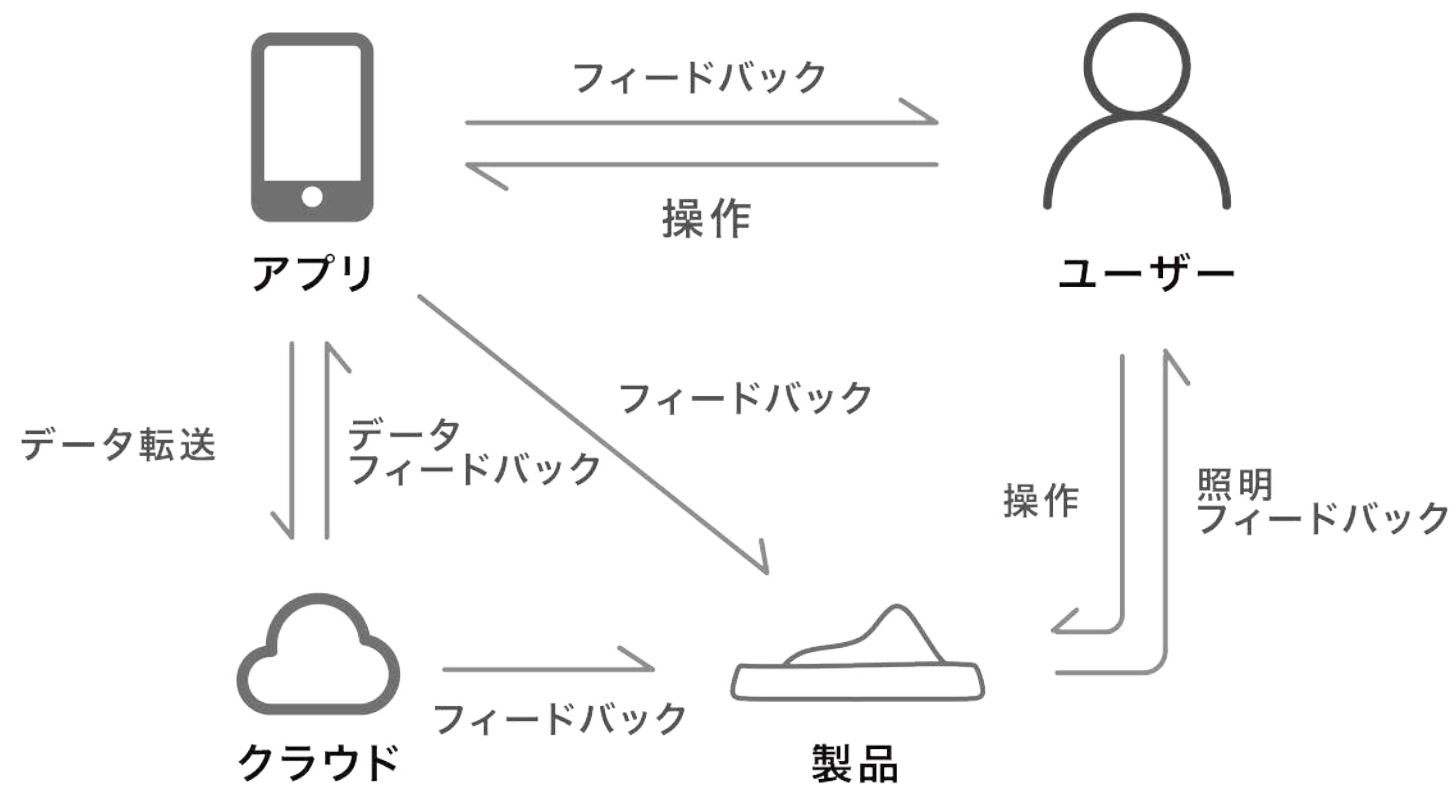 フィードバック
操作
アプリ
ユーザー
フィードバック
データ転送
データ
フィードバック
操作
照明
フィードバック
フィードバック
クラウド
製品